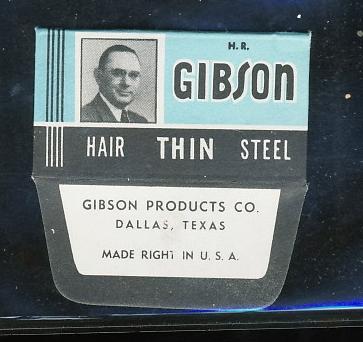 H. R.
GIBSON
HAIR THIN STEEL
GIBSON PRODUCTS CO.
DALLAS, TEXAS
MADE RIGHT IN U. S. A.